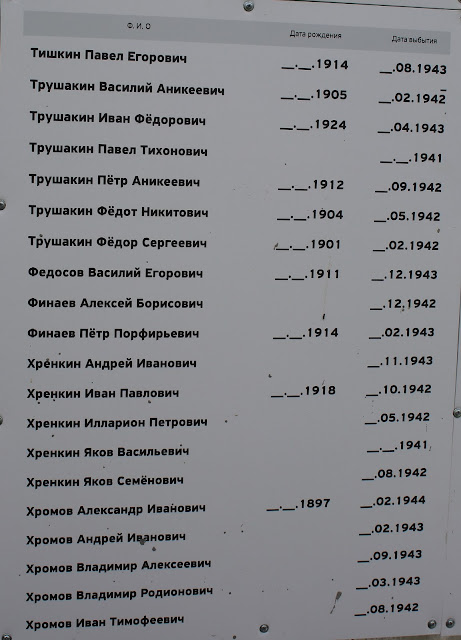 Ф. И. О Дата рождения Дата выбытия
Тишкин Павел Егорович __.__.1914 __.08.1943
Трушакин Василий Аникеевич __.__.1905 __.02.1942
Трушакин Иван Фёдорович __.__.1924 __.04.1943
Трушакин Павел Тихонович __.__.1941
Трушакин Пётр Аникеевич __.__.1912 __.09.1942
Трушакин Фёдот Никитович __.__.1904 __.05.1942
Трушакин Фёдор Сергеевич __.__.1901 __.02.1942
Федосов Василий Егорович __.__.1911 __.12.1943
Финаев Алексей Борисович __.12.1942
Финаев Пётр Порфирьевич __.__.1914 __.02.1943
Хренкин Андрей Иванович __.11.1943
Хренкин Иван Павлович __.__.1918 __.10.1942
Хренкин Илларион Петрович __.05.1942
Хренкин Яков Васильевич __.__.1941
Хренкин Яков Семёнович __.08.1942
Хромов Александр Иванович __.__.1897 __.02.1944
Хромов Андрей Иванович __.02.1943
Хромов Владимир Алексеевич __.09.1943
Хромов Владимир Родионович __.03.1943
Хромов Иван Тимофеевич __.08.1942